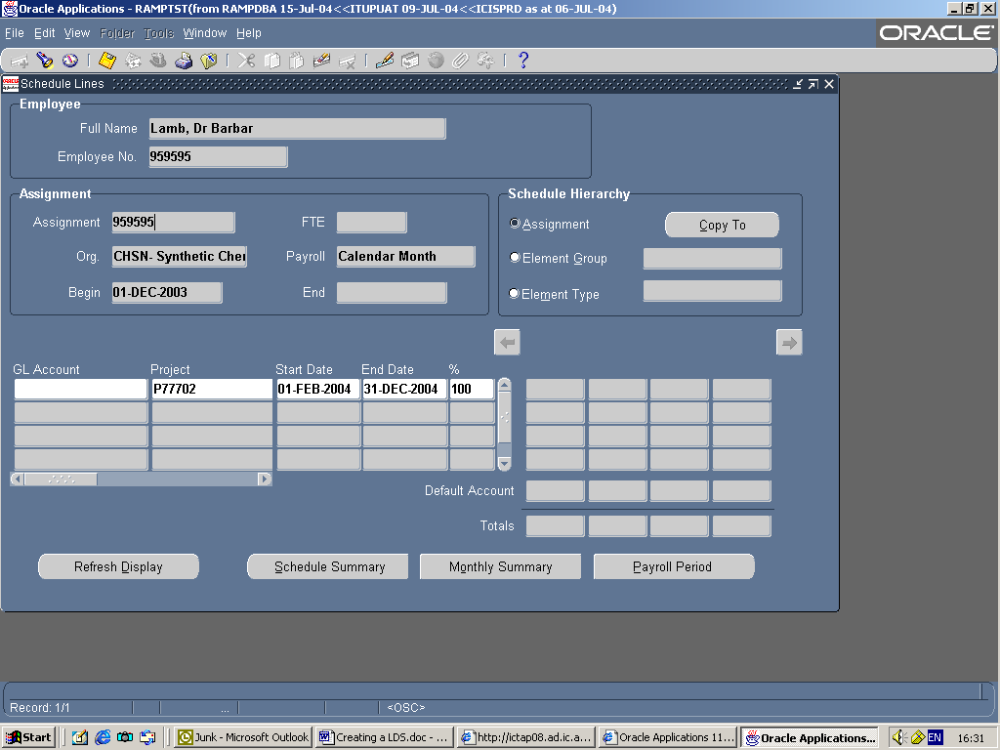 Oracle Applications - RAMPTST(from RAMPDBA 15-Jul-04<<ITUPUAT 09-JUL-04<<ICISPRD as at 06-JUL-04)
File Edit View Folder Tools Window Help
ORACLE
Schedule Lines
Employee
Full Name Lamb, Dr Barbar
Employee No. 959595
Assignment
Assignment 959595 FTE
Org. CHSN- Synthetic Che Payroll Calendar Month
Begin 01-DEC-2003 End
Schedule Hierarchy
Assignment Copy To
Element Group
Element Type
GL Account Project Start Date End Date %
P77702 01-FEB-2004 31-DEC-2004 100
Default Account
Totals
Refresh Display Schedule Summary Monthly Summary Payroll Period
Record: 1/1 ... <OSC>
Start Junk - Microsoft Outlook Creating a LDS.doc - ... http://ictap08.ad.ic.a... Oracle Applications 11... Oracle Applications... EN 16:31